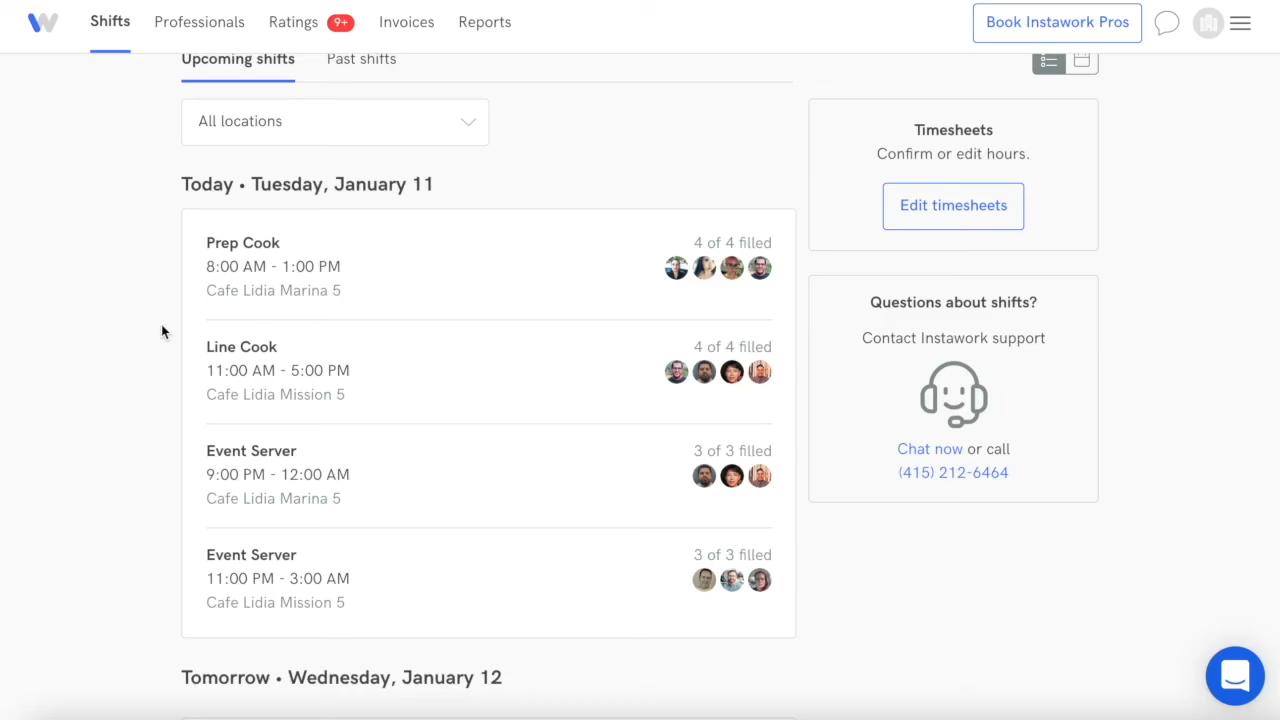 Shifts
Professionals
Ratings 9+
Invoices
Reports
Book Instawork Pros
Upcoming shifts
Past shifts
All locations
Today • Tuesday, January 11
Prep Cook
4 of 4 filled
8:00 AM - 1:00 PM
Cafe Lidia Marina 5
Line Cook
4 of 4 filled
11:00 AM - 5:00 PM
Cafe Lidia Mission 5
Event Server
3 of 3 filled
9:00 PM - 12:00 AM
Cafe Lidia Marina 5
Event Server
3 of 3 filled
11:00 PM - 3:00 AM
Cafe Lidia Mission 5
Tomorrow • Wednesday, January 12
Timesheets
Confirm or edit hours.
Edit timesheets
Questions about shifts?
Contact Instawork support
Chat now or call
(415) 212-6464